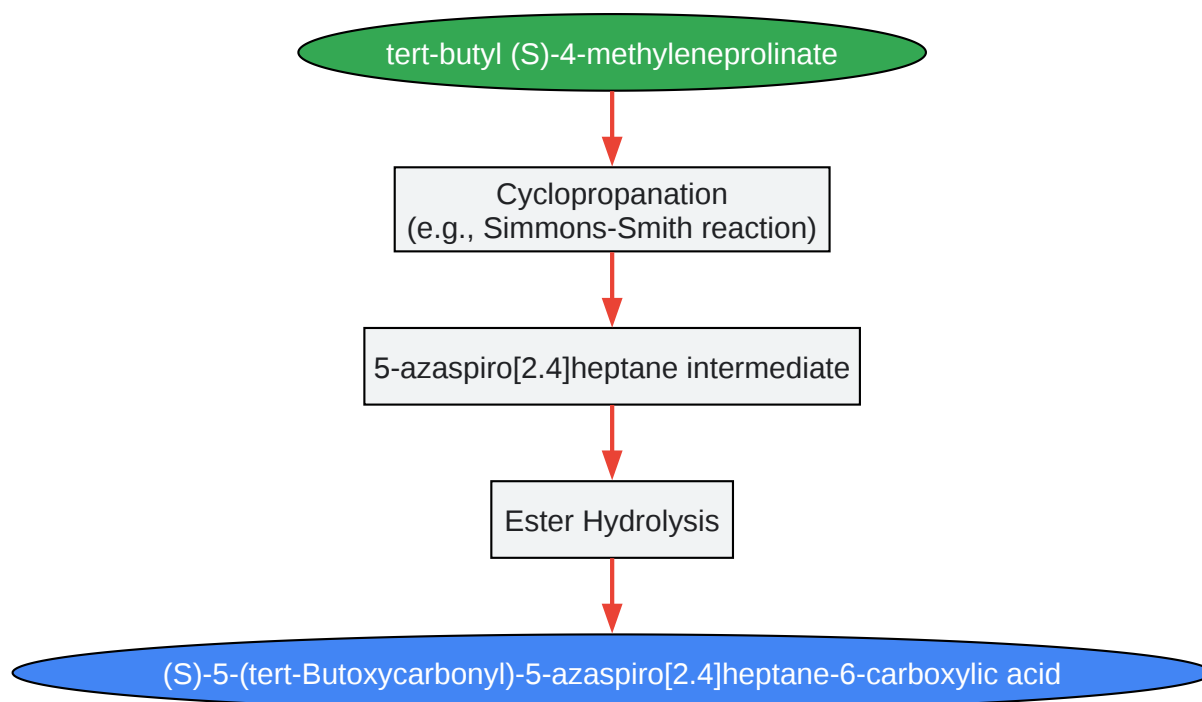 tert-butyl (S)-4-methyleneprolinate
Cyclopropanation
(e.g., Simmons-Smith reaction)
5-azaspiro[2.4]heptane intermediate
Ester Hydrolysis
(S)-5-(tert-Butoxycarbonyl)-5-azaspiro[2.4]heptane-6-carboxylic acid